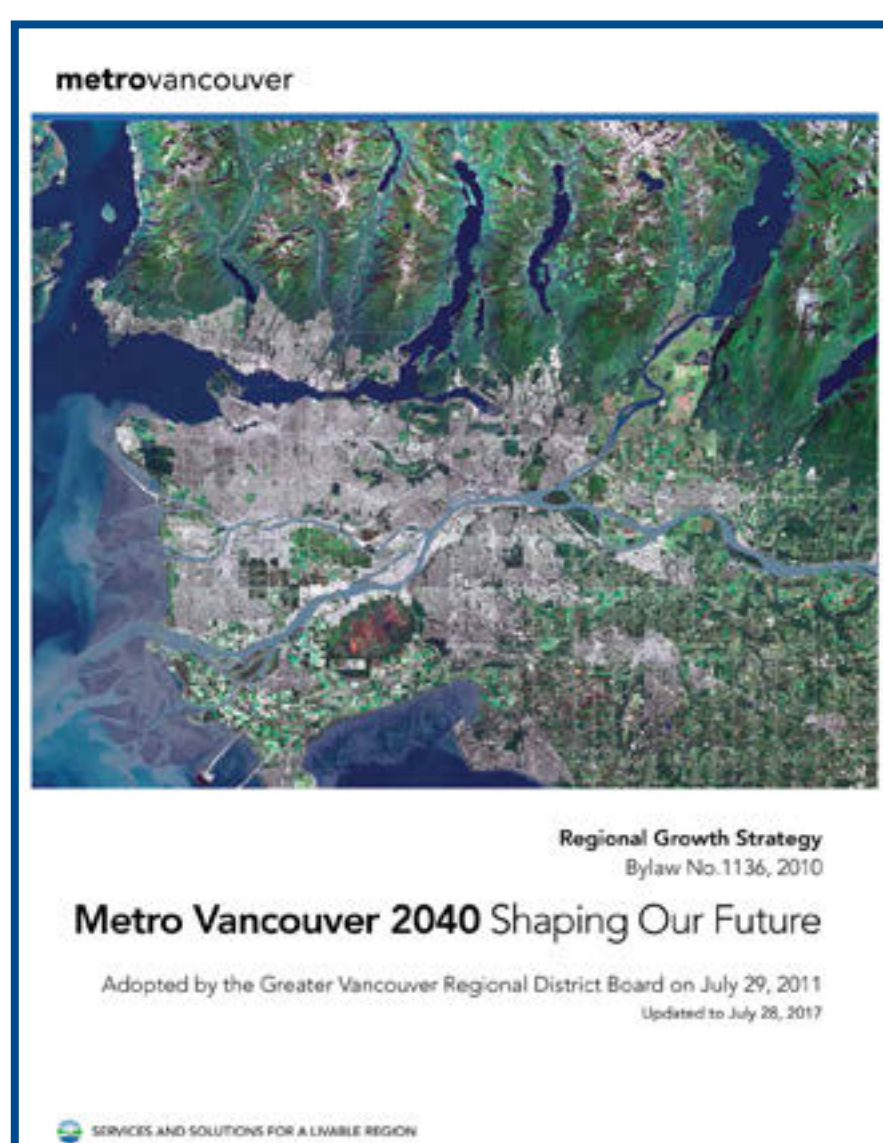 metrovancouver
Regional Growth Strategy
Bylaw No.1136, 2010
Metro Vancouver 2040 Shaping Our Future
Adopted by the Greater Vancouver Regional District Board on July 29, 2011
Updated to July 28, 2017
SERVICES AND SOLUTIONS FOR A LIVABLE REGION